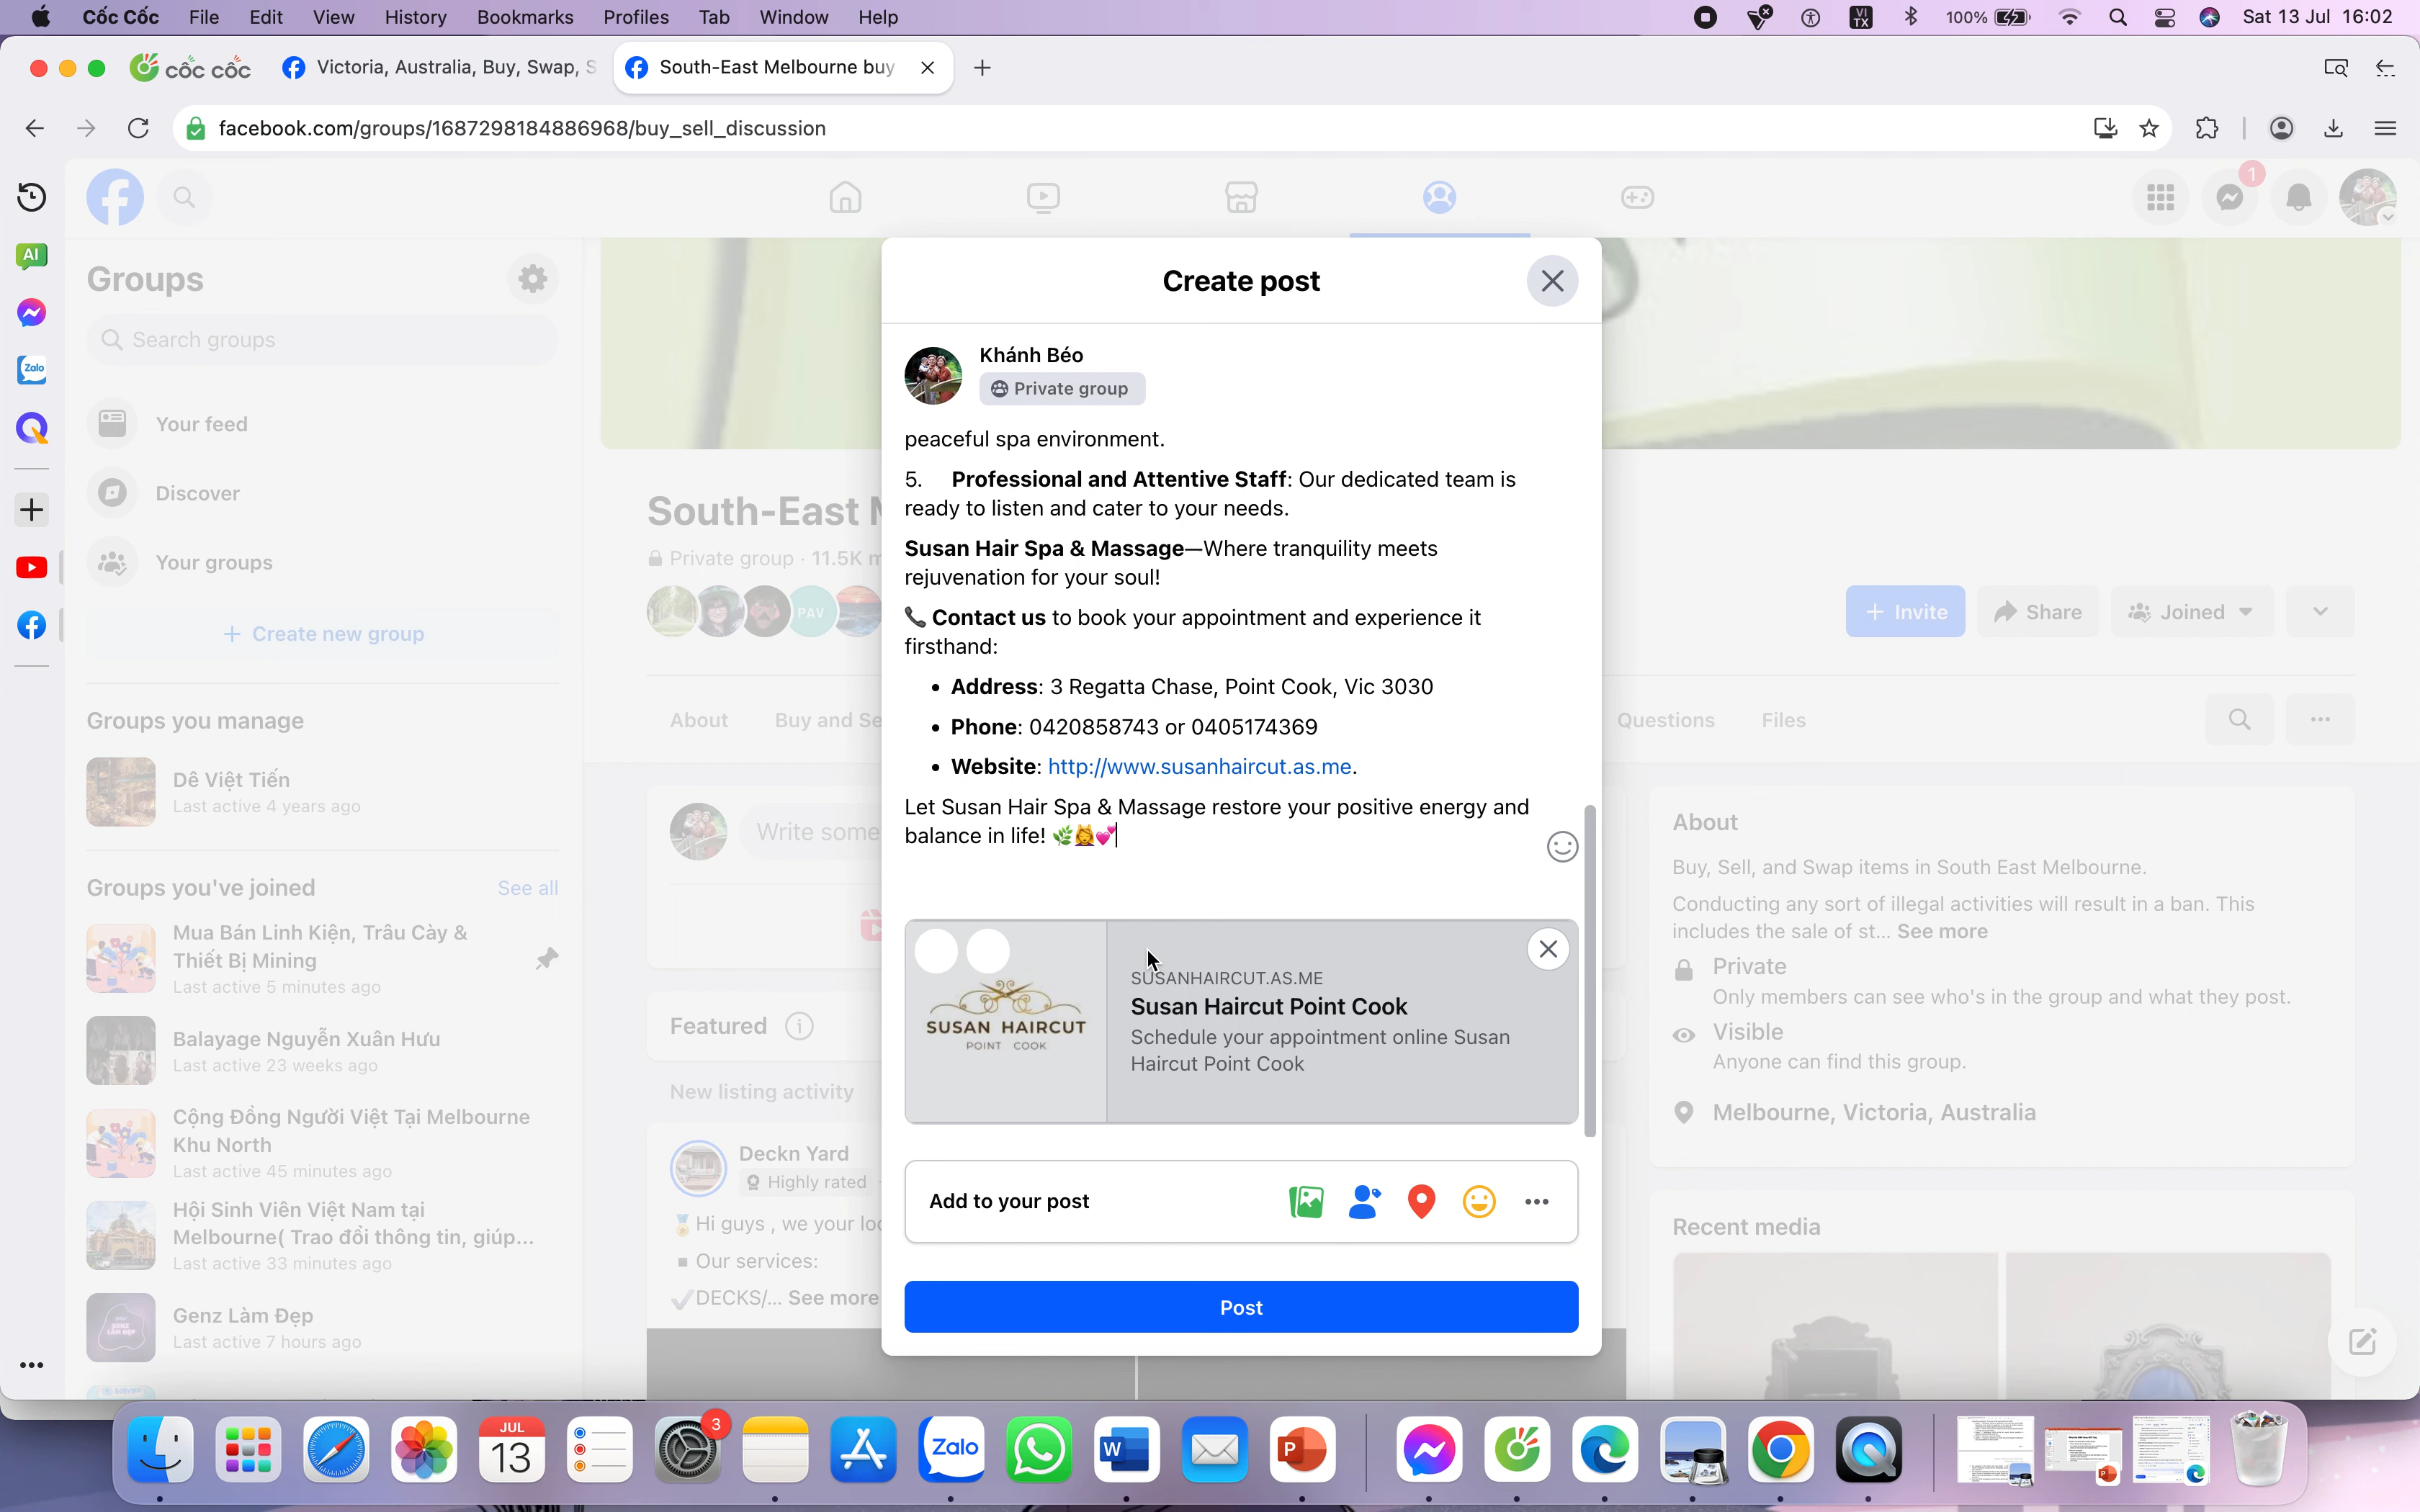 Cốc Cốc File Edit View History Bookmarks Profiles Tab Window Help
VI TX 100% Sat 13 Jul 16:02
cốc cốc
Victoria, Australia, Buy, Swap, S
South-East Melbourne buy
facebook.com/groups/1687298184886968/buy_sell_discussion
AI
Zalo
1
Groups
Search groups
Your feed
Discover
Your groups
+ Create new group
Groups you manage
Dê Việt Tiến
Last active 4 years ago
Groups you've joined
See all
Mua Bán Linh Kiện, Trâu Cày &
Thiết Bị Mining
Last active 5 minutes ago
Balayage Nguyễn Xuân Hưu
Last active 23 weeks ago
Cộng Đồng Người Việt Tại Melbourne
Khu North
Last active 45 minutes ago
Hội Sinh Viên Việt Nam tại
Melbourne( Trao đổi thông tin, giúp...
Last active 33 minutes ago
Genz Làm Đẹp
Last active 7 hours ago
South-East
Private group · 11.5K
PAV
+ Invite
Share
Joined
About
Buy and Se
Questions
Files
Write some
Featured
New listing activity
Deckn Yard
Highly rated
🏅Hi guys , we your loc
▪ Our services:
✔DECKS/... See more
Create post
Khánh Béo
Private group
peaceful spa environment.
5. Professional and Attentive Staff: Our dedicated team is
ready to listen and cater to your needs.
Susan Hair Spa & Massage—Where tranquility meets
rejuvenation for your soul!
📞 Contact us to book your appointment and experience it
firsthand:
• Address: 3 Regatta Chase, Point Cook, Vic 3030
• Phone: 0420858743 or 0405174369
• Website: http://www.susanhaircut.as.me.
Let Susan Hair Spa & Massage restore your positive energy and
balance in life! 🌿💆💕
SUSAN HAIRCUT
POINT COOK
SUSANHAIRCUT.AS.ME
Susan Haircut Point Cook
Schedule your appointment online Susan
Haircut Point Cook
Add to your post
Post
About
Buy, Sell, and Swap items in South East Melbourne.
Conducting any sort of illegal activities will result in a ban. This
includes the sale of st... See more
Private
Only members can see who's in the group and what they post.
Visible
Anyone can find this group.
Melbourne, Victoria, Australia
Recent media
JUL
13
3
Zalo
W
P